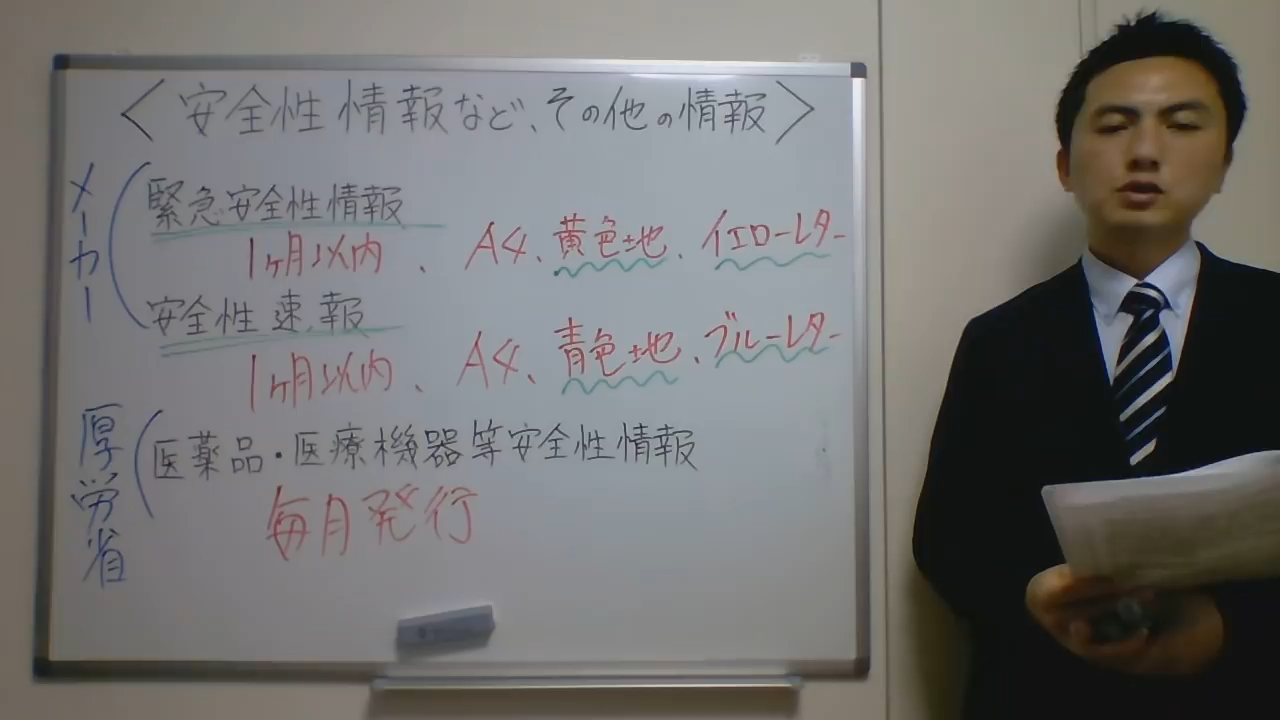 〈安全性情報など、その他の情報〉
メーカー
緊急安全性情報
1ヶ月以内、A4、黄色地、イエローレター
安全性速報
1ヶ月以内、A4、青色地、ブルーレター
厚労省
医薬品・医療機器等安全性情報
毎月発行